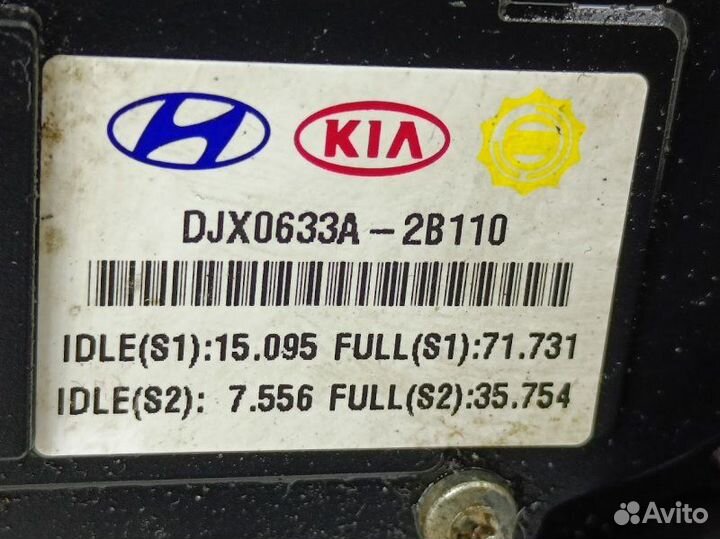 KIA
DJX0633A-2B110
IDLE(S1):15.095 FULL(S1):71.731
IDLE(S2): 7.556 FULL(S2):35.754
Avito